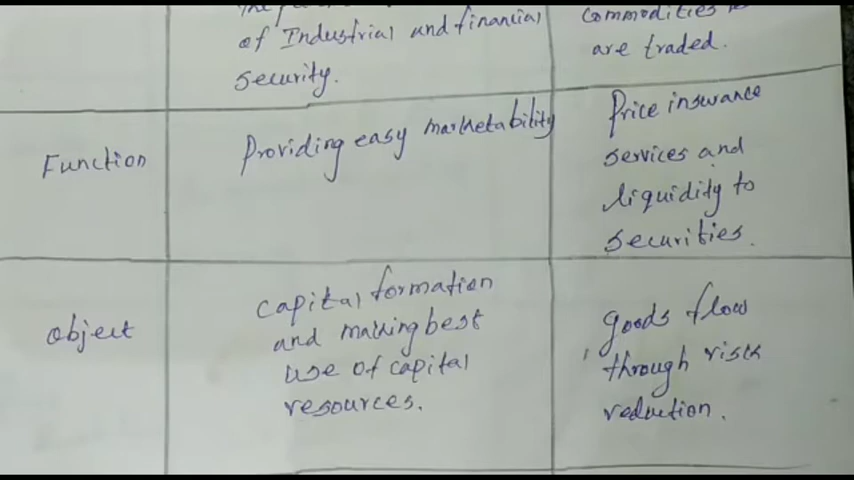 of Industrial and financial
security.
commodities
are traded.
Function
Providing easy marketability
Price insurance
services and
liquidity to
securities.
object
capital formation
and making best
use of capital
resources.
goods flow
through risk
reduction.